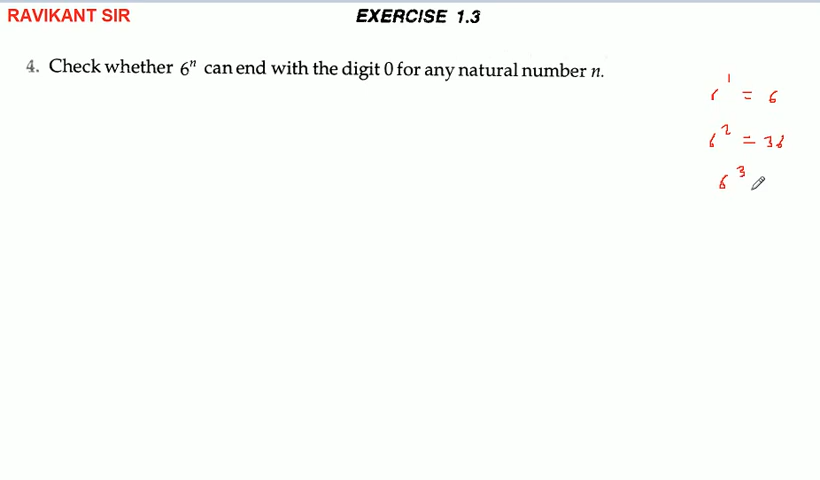 RAVIKANT SIR
EXERCISE 1.3
4. Check whether 6ⁿ can end with the digit 0 for any natural number n.
6¹ = 6
6² = 36
6³